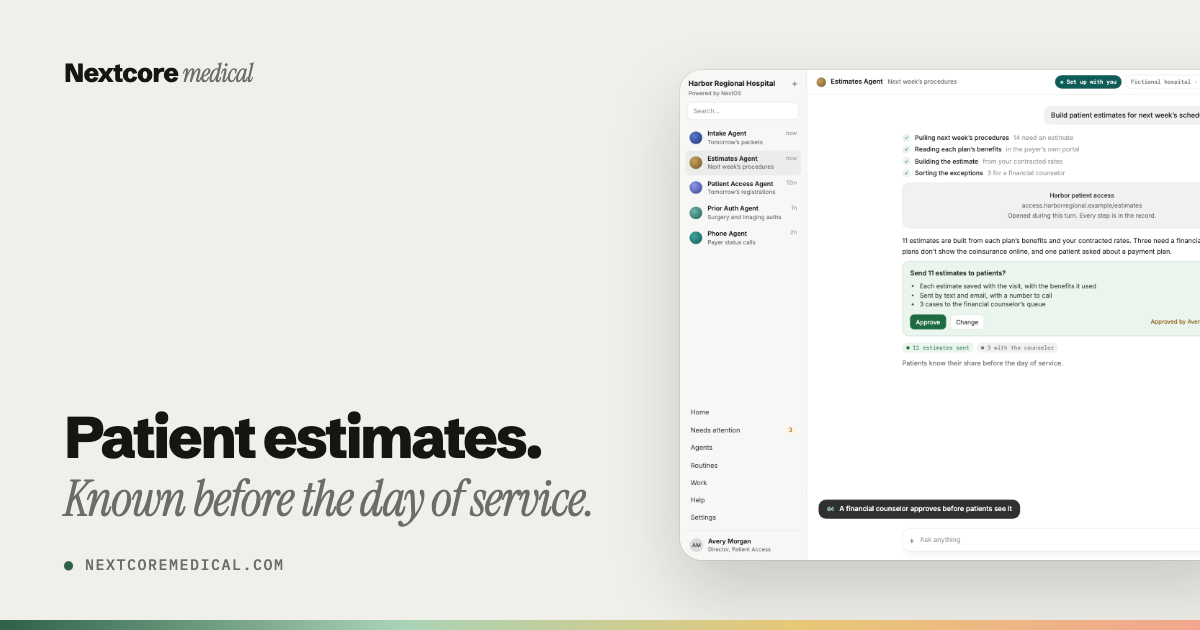 Nextcore medical
Patient estimates.
Known before the day of service.
NEXTCOREMEDICAL.COM
Harbor Regional Hospital +
Powered by NextOS
Search...
Intake Agent now
Tomorrow's packets
Estimates Agent now
Next week's procedures
Patient Access Agent 12m
Tomorrow's registrations
Prior Auth Agent 1h
Surgery and imaging auths
Phone Agent 2h
Payer status calls
Home
Needs attention 3
Agents
Routines
Work
Help
Settings
AM Avery Morgan
Director, Patient Access
Estimates Agent Next week's procedures
Set up with you
Fictional hospital ·
Build patient estimates for next week's sched
Pulling next week's procedures 14 need an estimate
Reading each plan's benefits in the payer's own portal
Building the estimate from your contracted rates
Sorting the exceptions 3 for a financial counselor
Harbor patient access
access.harborregional.example/estimates
Opened during this turn. Every step is in the record.
11 estimates are built from each plan's benefits and your contracted rates. Three need a financia
plans don't show the coinsurance online, and one patient asked about a payment plan.
Send 11 estimates to patients?
• Each estimate saved with the visit, with the benefits it used
• Sent by text and email, with a number to call
• 3 cases to the financial counselor's queue
Approve Change Approved by Aver
11 estimates sent 3 with the counselor
Patients know their share before the day of service.
04 A financial counselor approves before patients see it
+ Ask anything